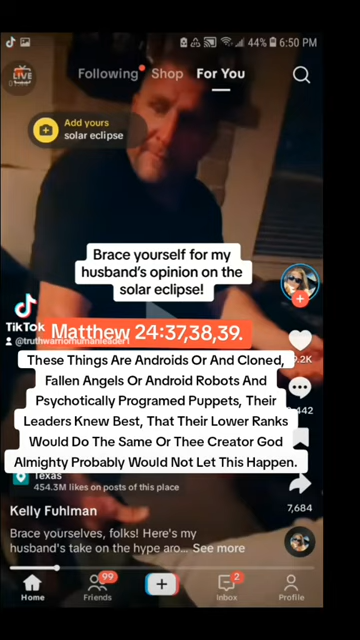 44% 6:50 PM
LIVE
Following Shop For You
Add yours
solar eclipse
Brace yourself for my
husband's opinion on the
solar eclipse!
TikTok
@truthwarriorhumanleader1
Matthew 24:37,38,39.
These Things Are Androids Or And Cloned,
Fallen Angels Or Android Robots And
Psychotically Programed Puppets, Their
Leaders Knew Best, That Their Lower Ranks
Would Do The Same Or Thee Creator God
Almighty Probably Would Not Let This Happen.
Texas
454.3M likes on posts of this place
7,684
Kelly Fuhlman
Brace yourselves, folks! Here's my
husband's take on the hype aro... See more
99
2
Home Friends Inbox Profile